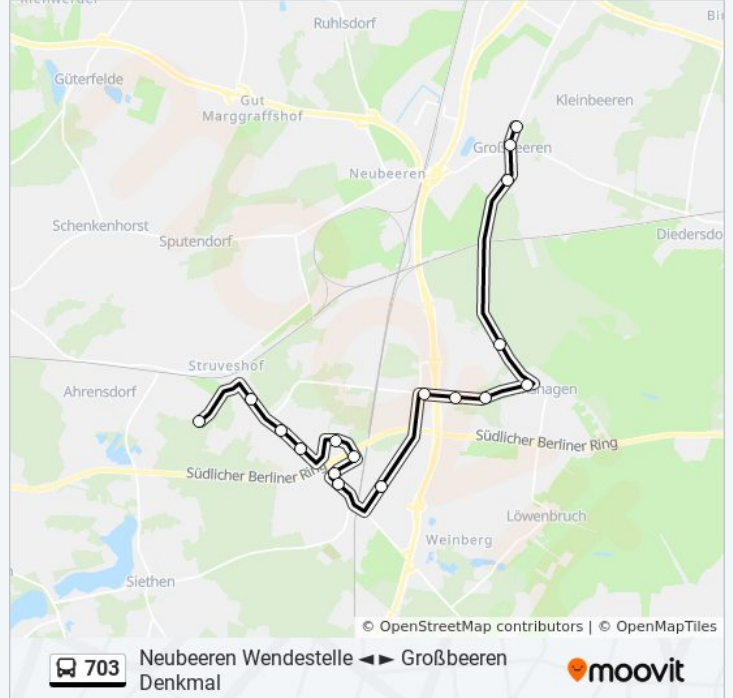 Ruhlsdorf
Güterfelde
Gut
Marggraffshof
Kleinbeeren
Großbeeren
Neubeeren
Schenkenhorst
Sputendorf
Struveshof
Ahrensdorf
Südlicher Berliner Ring
Südlicher Berliner Ring
Löwenbruch
Weinberg
Siethen
© OpenStreetMap contributors | © OpenMapTiles
703
Neubeeren Wendestelle ◄ ► Großbeeren
Denkmal
moovit